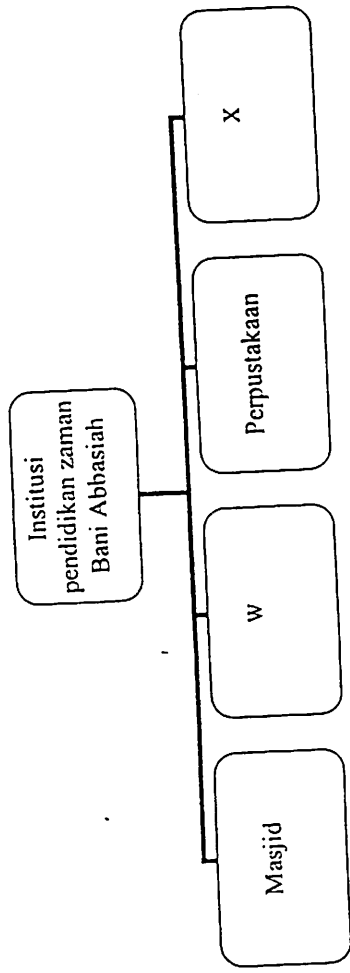 Institusi
pendidikan zaman
Bani Abbasiah
Masjid
W
Perpustakaan
X